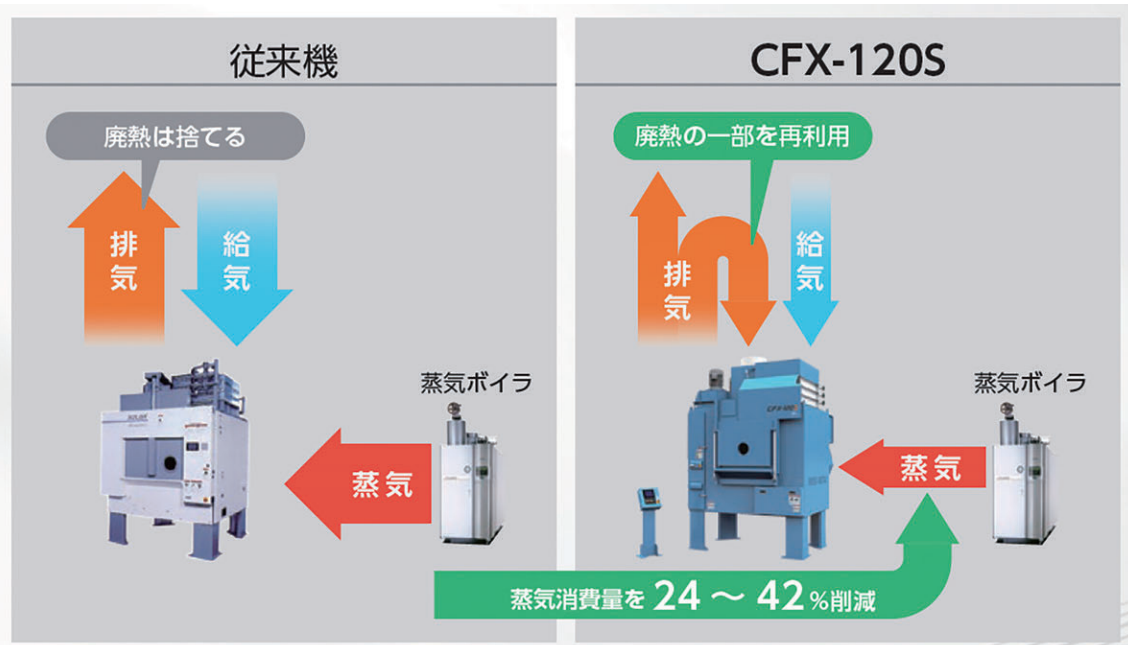 従来機
廃熱は捨てる
排気
給気
蒸気ボイラ
蒸気
CFX-120S
廃熱の一部を再利用
排気
給気
CFX-120
蒸気ボイラ
蒸気
蒸気消費量を 24 ～ 42 %削減